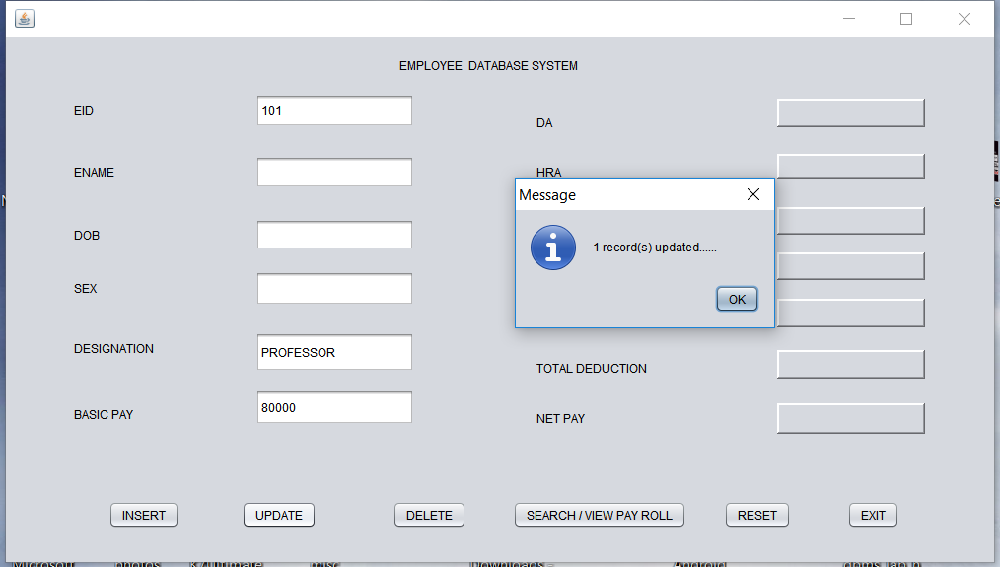 EMPLOYEE DATABASE SYSTEM
EID 101
DA
ENAME
HRA
Message
1 record(s) updated......
OK
DOB
SEX
DESIGNATION PROFESSOR
TOTAL DEDUCTION
BASIC PAY 80000
NET PAY
INSERT UPDATE DELETE SEARCH / VIEW PAY ROLL RESET EXIT